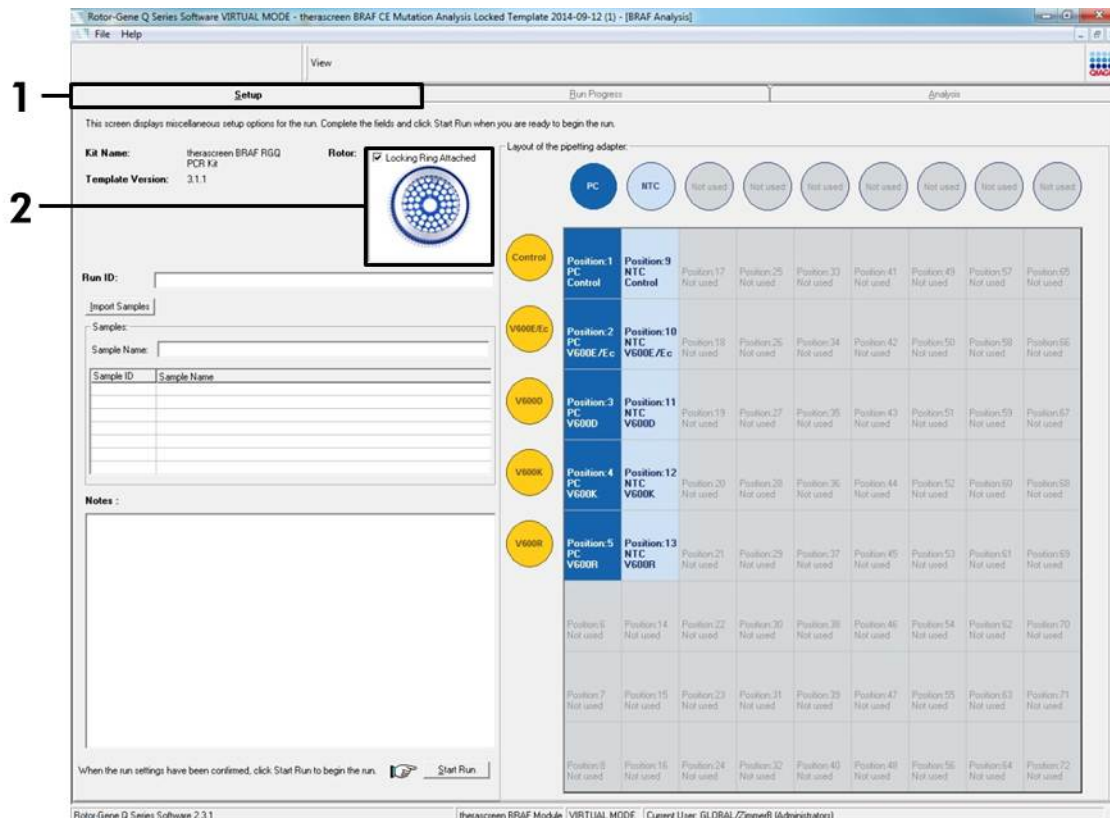 Rotor-Gene Q Series Software VIRTUAL MODE - therascreen BRAF CE Mutation Analysis Locked Template 2014-09-12 (1) - [BRAF Analysis]
File Help
View
QIAGEN
1
Setup
Run Progress
Analysis
This screen displays miscellaneous setup options for the run. Complete the fields and click Start Run when you are ready to begin the run.
Kit Name: therascreen BRAF RGQ PCR Kit
Rotor:
Locking Ring Attached
Template Version: 3.1.1
2
Run ID:
Import Samples
Samples:
Sample Name:
Sample ID Sample Name
Notes :
When the run settings have been confirmed, click Start Run to begin the run.
Start Run
Layout of the pipetting adapter:
PC NTC Not used Not used Not used Not used Not used Not used Not used
Control
Position:1 Position:9 Position:17 Position:25 Position:33 Position:41 Position:49 Position:57 Position:65
PC NTC Not used Not used Not used Not used Not used Not used Not used
Control Control
V600E/Ec
Position:2 Position:10 Position:18 Position:26 Position:34 Position:42 Position:50 Position:58 Position:66
PC NTC Not used Not used Not used Not used Not used Not used Not used
V600E/Ec V600E/Ec
V600D
Position:3 Position:11 Position:19 Position:27 Position:35 Position:43 Position:51 Position:59 Position:67
PC NTC Not used Not used Not used Not used Not used Not used Not used
V600D V600D
V600K
Position:4 Position:12 Position:20 Position:28 Position:36 Position:44 Position:52 Position:60 Position:68
PC NTC Not used Not used Not used Not used Not used Not used Not used
V600K V600K
V600R
Position:5 Position:13 Position:21 Position:29 Position:37 Position:45 Position:53 Position:61 Position:69
PC NTC Not used Not used Not used Not used Not used Not used Not used
V600R V600R
Position:6 Position:14 Position:22 Position:30 Position:38 Position:46 Position:54 Position:62 Position:70
Not used Not used Not used Not used Not used Not used Not used Not used Not used
Position:7 Position:15 Position:23 Position:31 Position:39 Position:47 Position:55 Position:63 Position:71
Not used Not used Not used Not used Not used Not used Not used Not used Not used
Position:8 Position:16 Position:24 Position:32 Position:40 Position:48 Position:56 Position:64 Position:72
Not used Not used Not used Not used Not used Not used Not used Not used Not used
Rotor-Gene Q Series Software 2.3.1
therascreen BRAF Module VIRTUAL MODE Current User: GLOBAL/ZimmerB (Administrators)